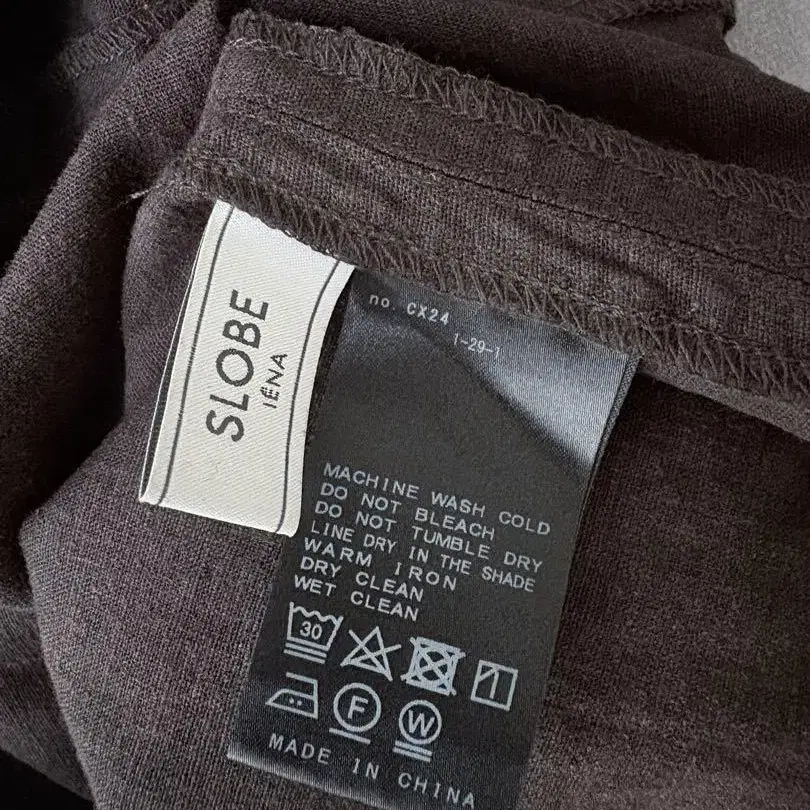 SLOBE
IÉNA
no. CX24
1-29-1
MACHINE WASH COLD
DO NOT BLEACH
DO NOT TUMBLE DRY
LINE DRY IN THE SHADE
WARM IRON
DRY CLEAN
WET CLEAN
30
F
W
MADE IN CHINA